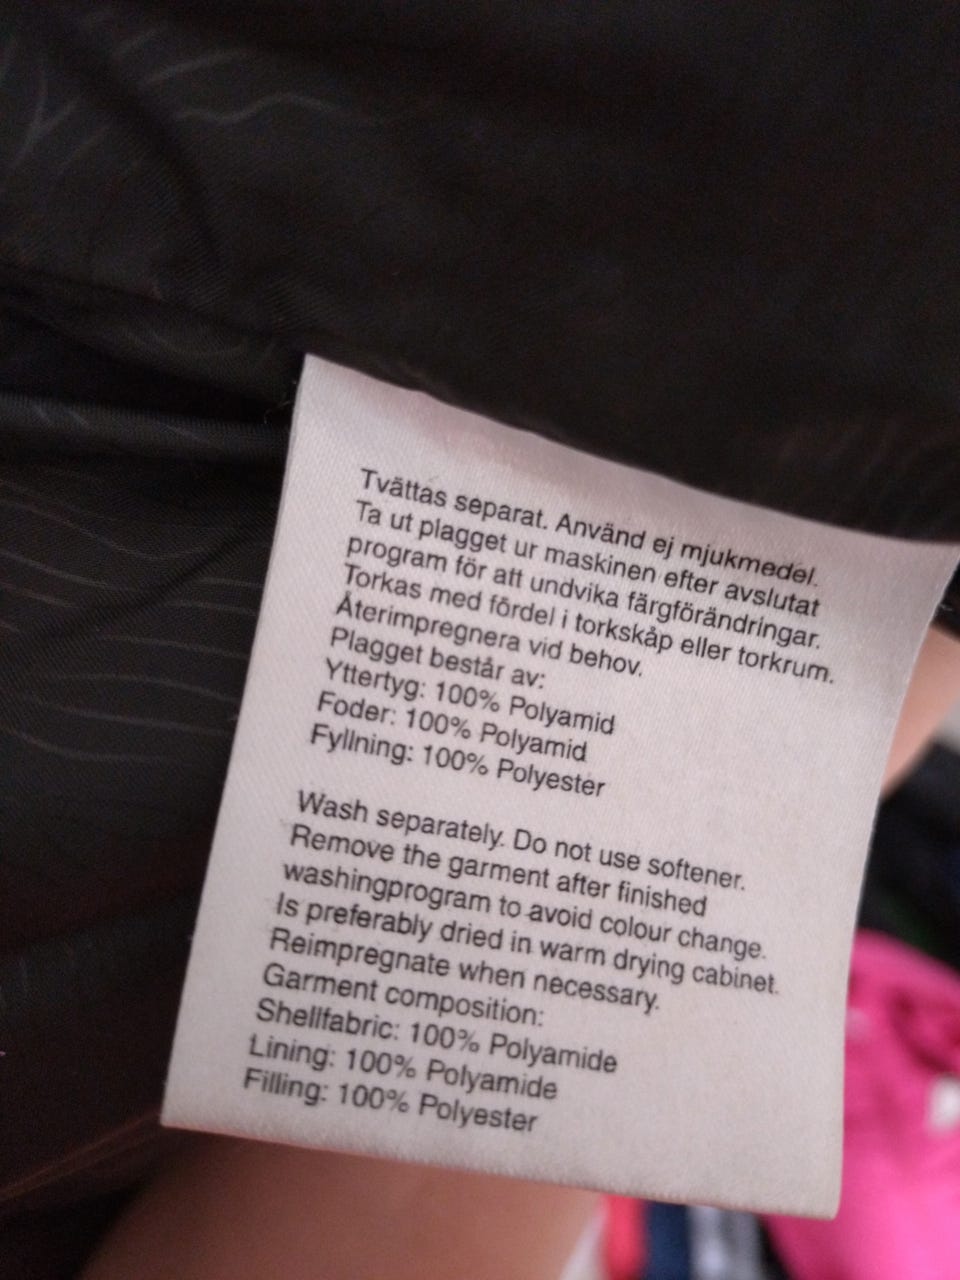 Tvättas separat. Använd ej mjukmedel.
Ta ut plagget ur maskinen efter avslutat
program för att undvika färgförändringar.
Torkas med fördel i torkskåp eller torkrum.
Återimpregnera vid behov.
Plagget består av:
Yttertyg: 100% Polyamid
Foder: 100% Polyamid
Fyllning: 100% Polyester
Wash separately. Do not use softener.
Remove the garment after finished
washingprogram to avoid colour change.
Is preferably dried in warm drying cabinet.
Reimpregnate when necessary.
Garment composition:
Shellfabric: 100% Polyamide
Lining: 100% Polyamide
Filling: 100% Polyester